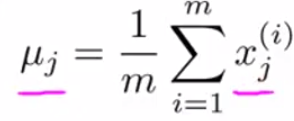 μ_j = \frac{1}{m} \sum_{i=1}^{m} x_j^{(i)}